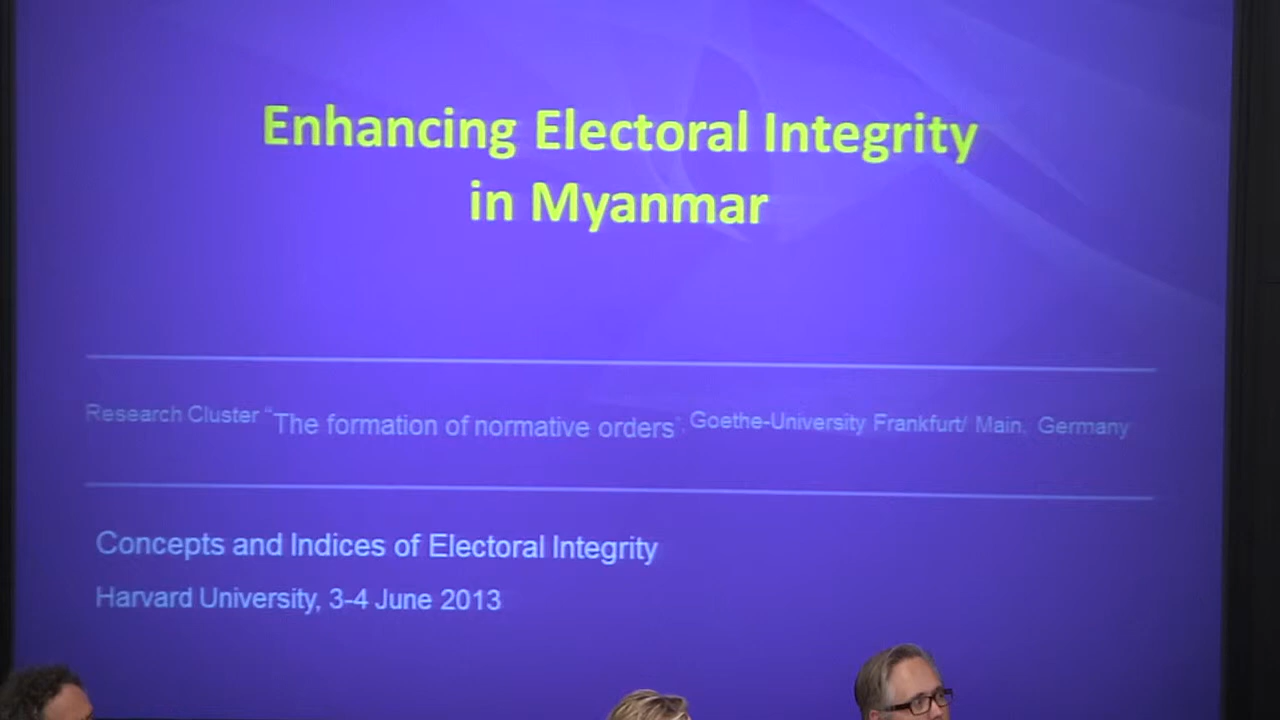 Enhancing Electoral Integrity
in Myanmar
Research Cluster “The formation of normative orders”. Goethe-University Frankfurt/ Main, Germany
Concepts and Indices of Electoral Integrity
Harvard University, 3-4 June 2013